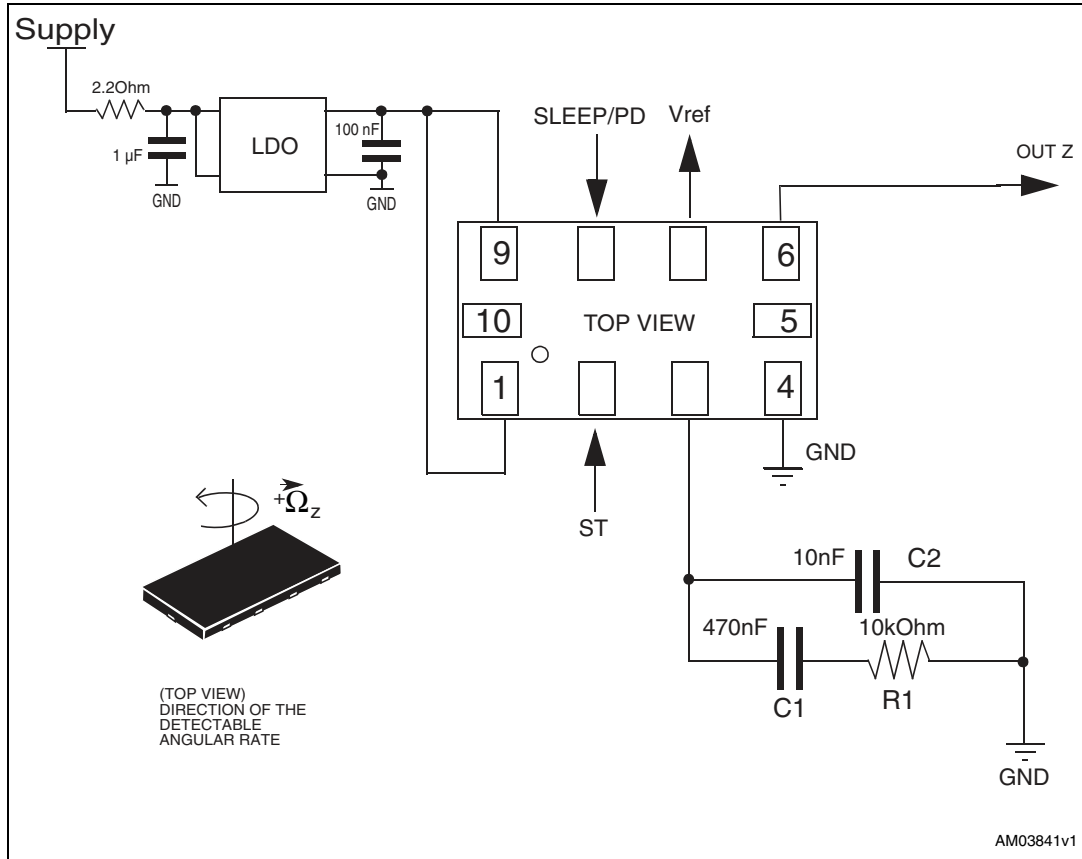 Supply
2.2Ohm
1 µF
GND
LDO
100 nF
GND
SLEEP/PD
Vref
OUT Z
9
6
10
TOP VIEW
5
1
4
GND
ST
+Ωz
10nF
C2
470nF
10kOhm
C1
R1
GND
(TOP VIEW)
DIRECTION OF THE
DETECTABLE
ANGULAR RATE
AM03841v1